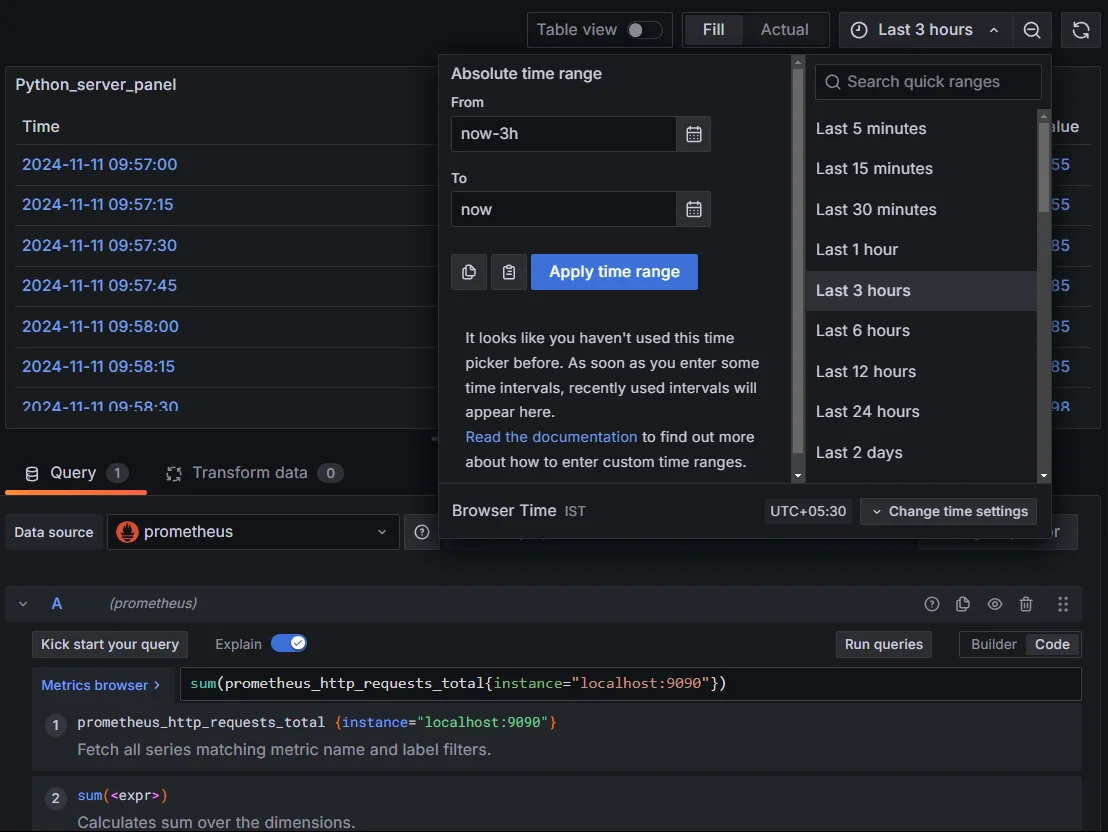 Table view
Fill
Actual
Last 3 hours
Python_server_panel
Time
2024-11-11 09:57:00
2024-11-11 09:57:15
2024-11-11 09:57:30
2024-11-11 09:57:45
2024-11-11 09:58:00
2024-11-11 09:58:15
2024-11-11 09:58:30
Absolute time range
From
now-3h
To
now
Apply time range
It looks like you haven't used this time
picker before. As soon as you enter some
time intervals, recently used intervals will
appear here.
Read the documentation to find out more
about how to enter custom time ranges.
Search quick ranges
Last 5 minutes
Last 15 minutes
Last 30 minutes
Last 1 hour
Last 3 hours
Last 6 hours
Last 12 hours
Last 24 hours
Last 2 days
alue
55
55
85
85
85
85
98
Browser Time IST
UTC+05:30
Change time settings
Query 1
Transform data 0
Data source
prometheus
A (prometheus)
Kick start your query
Explain
Run queries
Builder
Code
Metrics browser >
sum(prometheus_http_requests_total{instance="localhost:9090"})
1 prometheus_http_requests_total {instance="localhost:9090"}
Fetch all series matching metric name and label filters.
2 sum(<expr>)
Calculates sum over the dimensions.